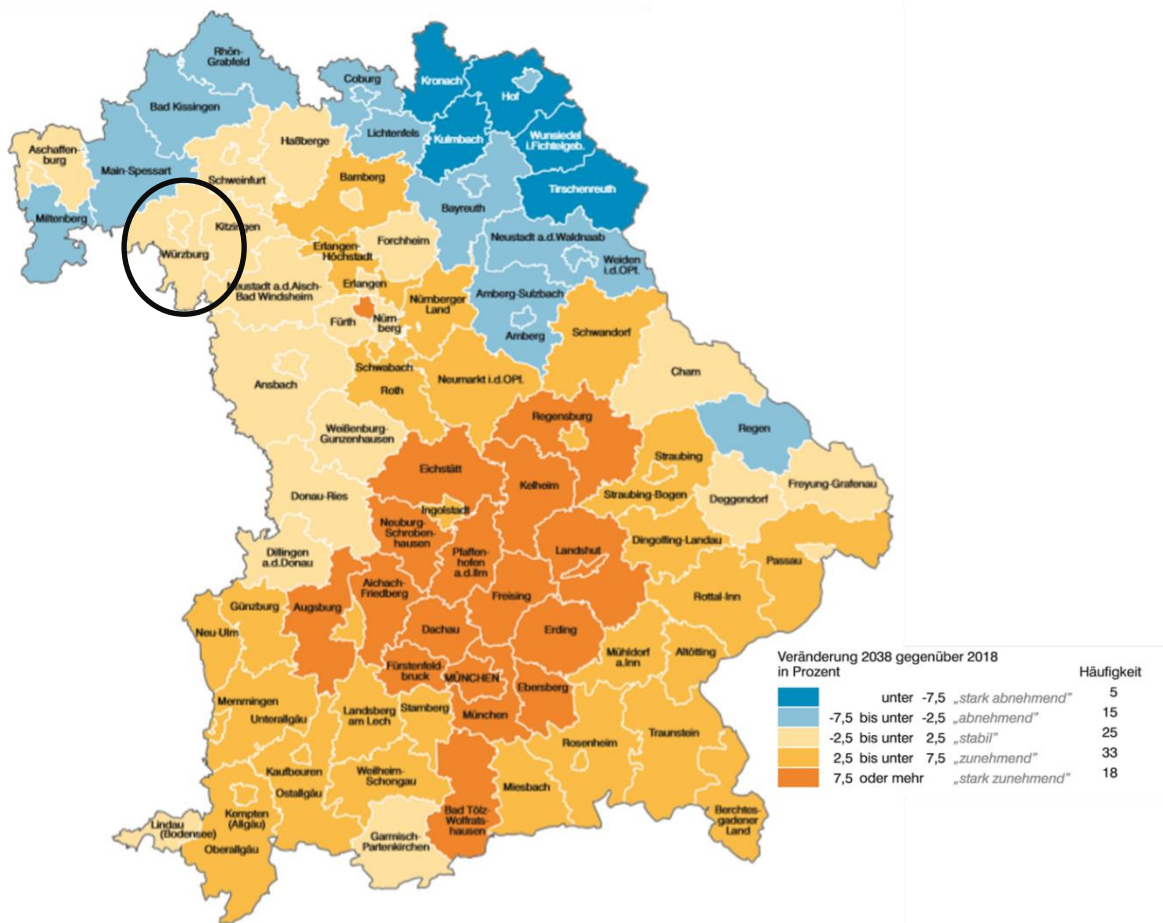 Rhön-
Grabfeld
Coburg
Kronach
Hof
Bad Kissingen
Lichtenfels
Kulmbach
Wunsiedel
i.Fichtelgeb.
Aschaffen-
burg
Main-Spessart
Haßberge
Schweinfurt
Bamberg
Tirschenreuth
Bayreuth
Miltenberg
Kitzingen
Würzburg
Erlangen-
Höchstadt
Forchheim
Neustadt a.d.Waldnaab
Weiden
i.d.OPf.
Neustadt a.d.Aisch-
Bad Windsheim
Erlangen
Amberg-Sulzbach
Nürnberger
Land
Fürth
Nürn-
berg
Amberg
Schwandorf
Ansbach
Schwabach
Roth
Neumarkt i.d.OPf.
Cham
Weißenburg-
Gunzenhausen
Regensburg
Regen
Eichstätt
Straubing
Kelheim
Donau-Ries
Straubing-Bogen
Deggendorf
Freyung-Grafenau
Ingolstadt
Neuburg-
Schroben-
hausen
Pfaffen-
hofen
a.d.Ilm
Landshut
Dingolfing-Landau
Passau
Dillingen
a.d.Donau
Aichach-
Friedberg
Freising
Rottal-Inn
Günzburg
Augsburg
Neu-Ulm
Dachau
Erding
Mühldorf
a.Inn
Altötting
Fürstenfeld-
bruck
MÜNCHEN
Ebersberg
Memmingen
Unterallgäu
Landsberg
am Lech
Starnberg
München
Rosenheim
Traunstein
Kaufbeuren
Ostallgäu
Weilheim-
Schongau
Miesbach
Bad Tölz-
Wolfrats-
hausen
Berchtes-
gadener
Land
Lindau
(Bodensee)
Kempten
(Allgäu)
Oberallgäu
Garmisch-
Partenkirchen
Veränderung 2038 gegenüber 2018
in Prozent Häufigkeit
unter -7,5 „stark abnehmend" 5
-7,5 bis unter -2,5 „abnehmend" 15
-2,5 bis unter 2,5 „stabil" 25
2,5 bis unter 7,5 „zunehmend" 33
7,5 oder mehr „stark zunehmend" 18